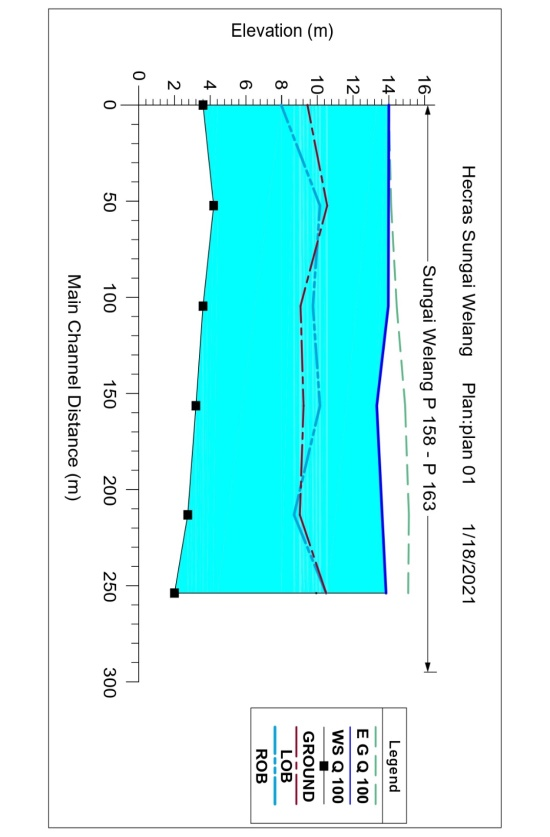 Hecras Sungai Welang Plan:plan 01 1/18/2021
Sungai Welang P 158 - P 163
Elevation (m)
16
14
12
10
8
6
4
2
0
0 50 100 150 200 250 300
Main Channel Distance (m)
Legend
E G Q 100
WS Q 100
GROUND
LOB
ROB